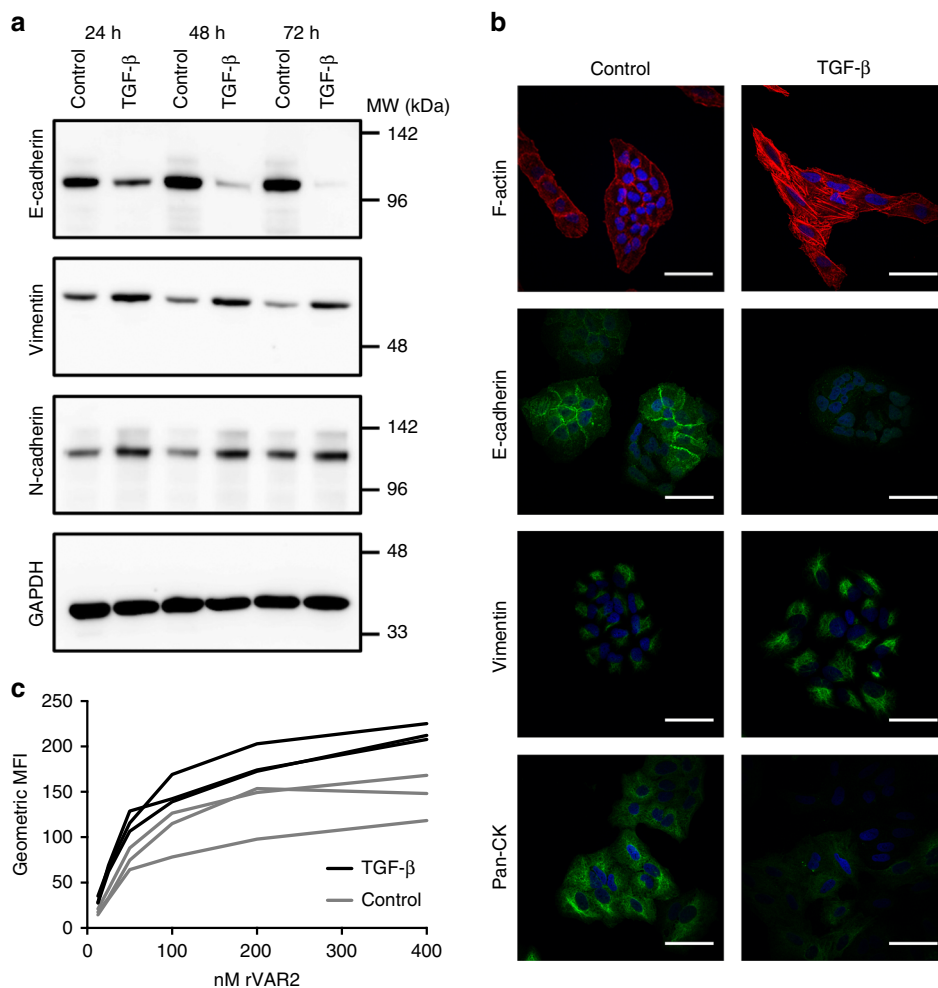 a
24 h 48 h 72 h
Control TGF-β Control TGF-β Control TGF-β
MW (kDa)
E-cadherin
142
96
Vimentin
48
N-cadherin
142
96
GAPDH
48
33
b
Control TGF-β
F-actin
E-cadherin
Vimentin
Pan-CK
c
Geometric MFI
250
200
150
100
50
0
TGF-β
Control
0 100 200 300 400
nM rVAR2